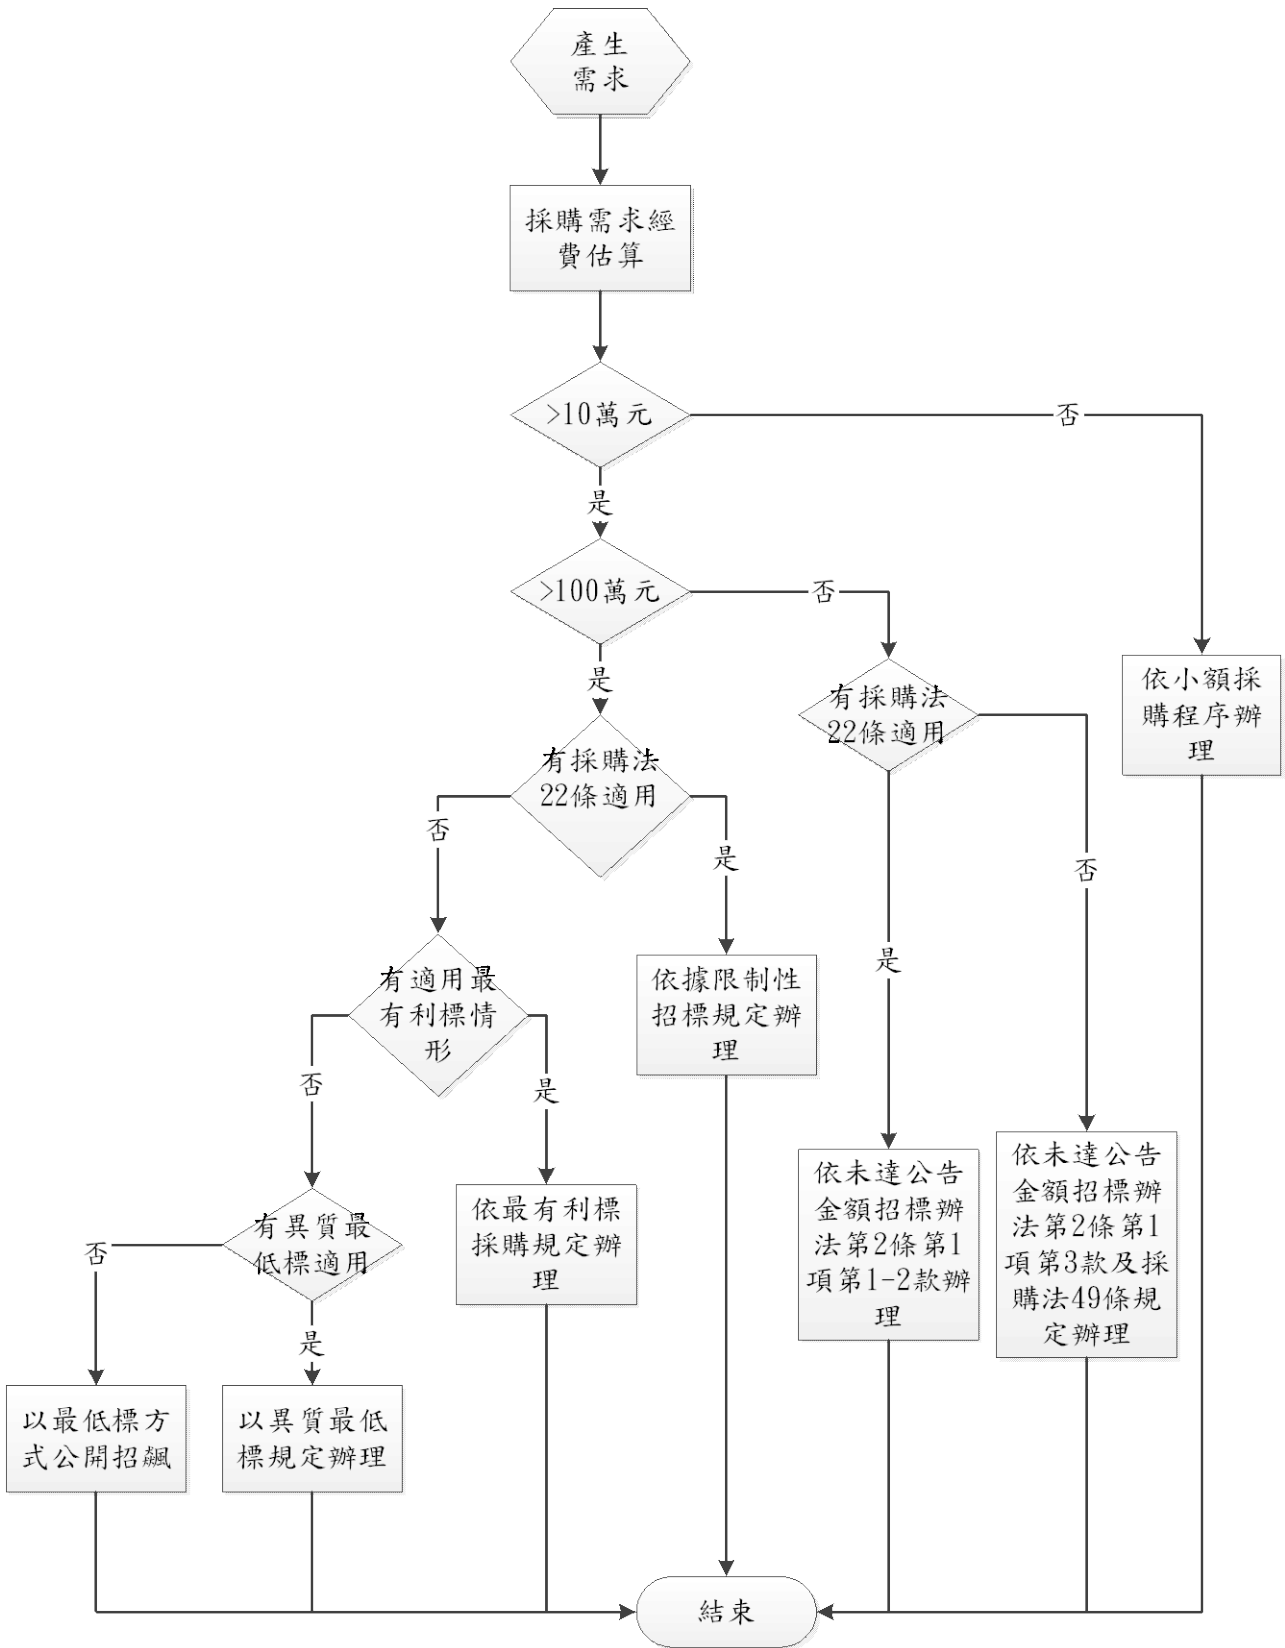 產生
需求
採購需求經
費估算
>10萬元
否
是
>100萬元
否
是
有採購法
22條適用
依小額採
購程序辦
理
有採購法
22條適用
否
是
否
是
有適用最
有利標情
形
依據限制性
招標規定辦
理
否
是
依未達公告
金額招標辦
法第2條第1
項第1-2款辦
理
依未達公告
金額招標辦
法第2條第1
項第3款及採
購法49條規
定辦理
有異質最
低標適用
依最有利標
採購規定辦
理
否
是
以最低標方
式公開招飆
以異質最低
標規定辦理
結束